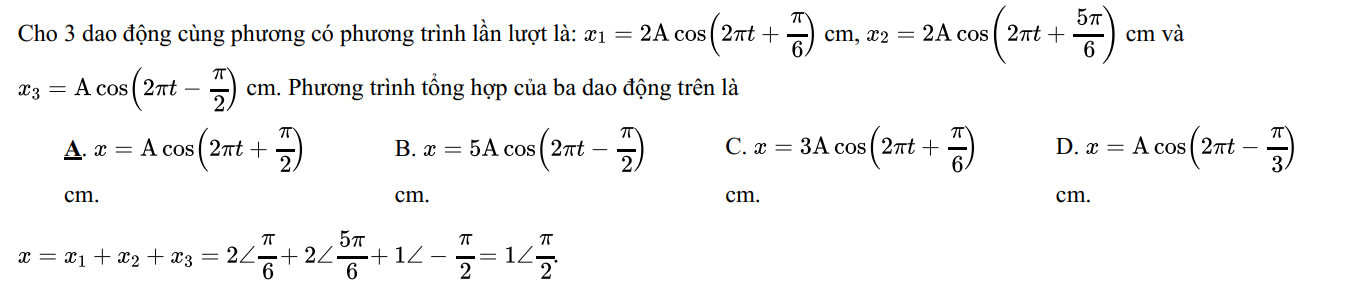 Cho 3 dao động cùng phương có phương trình lần lượt là: $x_1 = 2\text{A}\cos\left(2\pi t + \frac{\pi}{6}\right)$ cm, $x_2 = 2\text{A}\cos\left(2\pi t + \frac{5\pi}{6}\right)$ cm và
$x_3 = \text{A}\cos\left(2\pi t - \frac{\pi}{2}\right)$ cm. Phương trình tổng hợp của ba dao động trên là
A. $x = \text{A}\cos\left(2\pi t + \frac{\pi}{2}\right)$ cm.
B. $x = 5\text{A}\cos\left(2\pi t - \frac{\pi}{2}\right)$ cm.
C. $x = 3\text{A}\cos\left(2\pi t + \frac{\pi}{6}\right)$ cm.
D. $x = \text{A}\cos\left(2\pi t - \frac{\pi}{3}\right)$ cm.
$x = x_1 + x_2 + x_3 = 2\angle\frac{\pi}{6} + 2\angle\frac{5\pi}{6} + 1\angle - \frac{\pi}{2} = 1\angle\frac{\pi}{2}.$